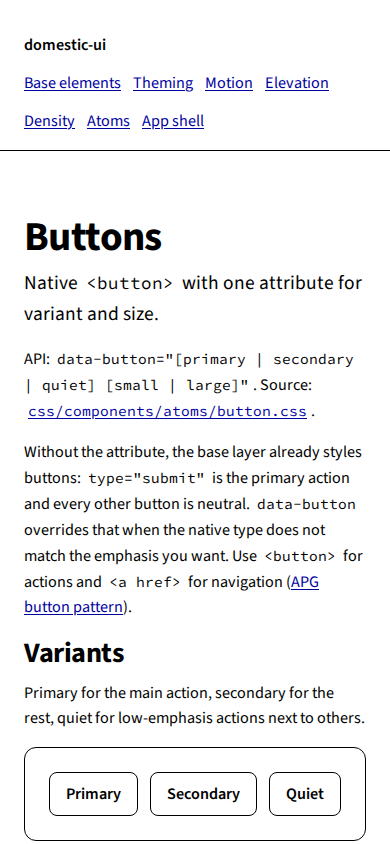 domestic-ui
Base elements Theming Motion Elevation
Density Atoms App shell
Buttons
Native <button> with one attribute for
variant and size.
API: data-button="[primary | secondary
| quiet] [small | large]" . Source:
css/components/atoms/button.css .
Without the attribute, the base layer already styles
buttons: type="submit" is the primary action
and every other button is neutral. data-button
overrides that when the native type does not
match the emphasis you want. Use <button> for
actions and <a href> for navigation (APG
button pattern).
Variants
Primary for the main action, secondary for the
rest, quiet for low-emphasis actions next to others.
Primary Secondary Quiet